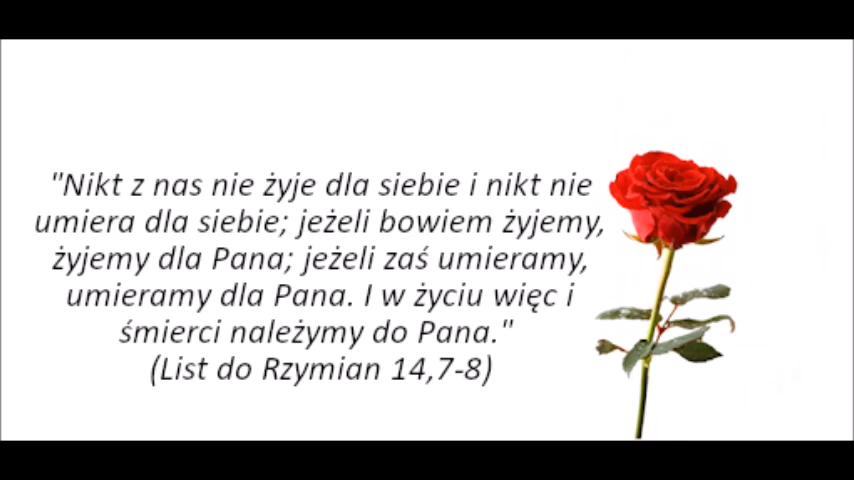 "Nikt z nas nie żyje dla siebie i nikt nie
umiera dla siebie; jeżeli bowiem żyjemy,
żyjemy dla Pana; jeżeli zaś umieramy,
umieramy dla Pana. I w życiu więc i
śmierci należymy do Pana."
(List do Rzymian 14,7-8)